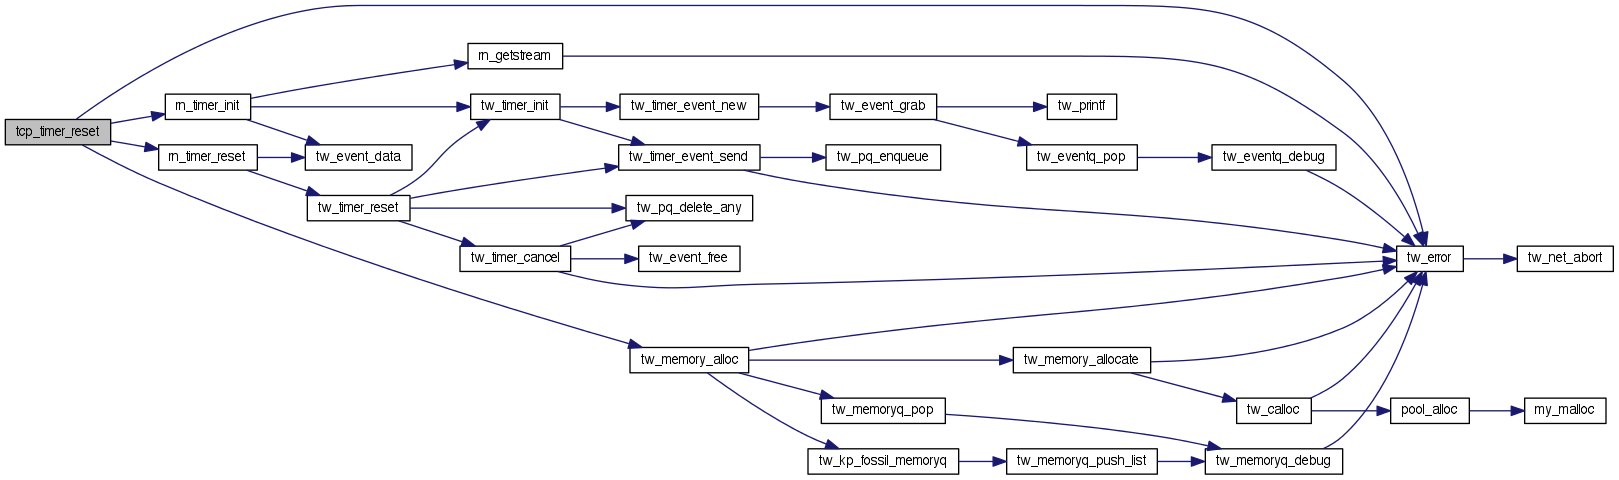 tcp_timer_reset
rn_timer_init
rn_timer_reset
rn_getstream
tw_timer_init
tw_event_data
tw_timer_reset
tw_timer_cancel
tw_timer_event_new
tw_timer_event_send
tw_pq_delete_any
tw_event_free
tw_memory_alloc
tw_event_grab
tw_pq_enqueue
tw_memoryq_pop
tw_kp_fossil_memoryq
tw_printf
tw_eventq_pop
tw_memory_allocate
tw_memoryq_push_list
tw_eventq_debug
tw_calloc
tw_memoryq_debug
tw_error
pool_alloc
tw_net_abort
my_malloc